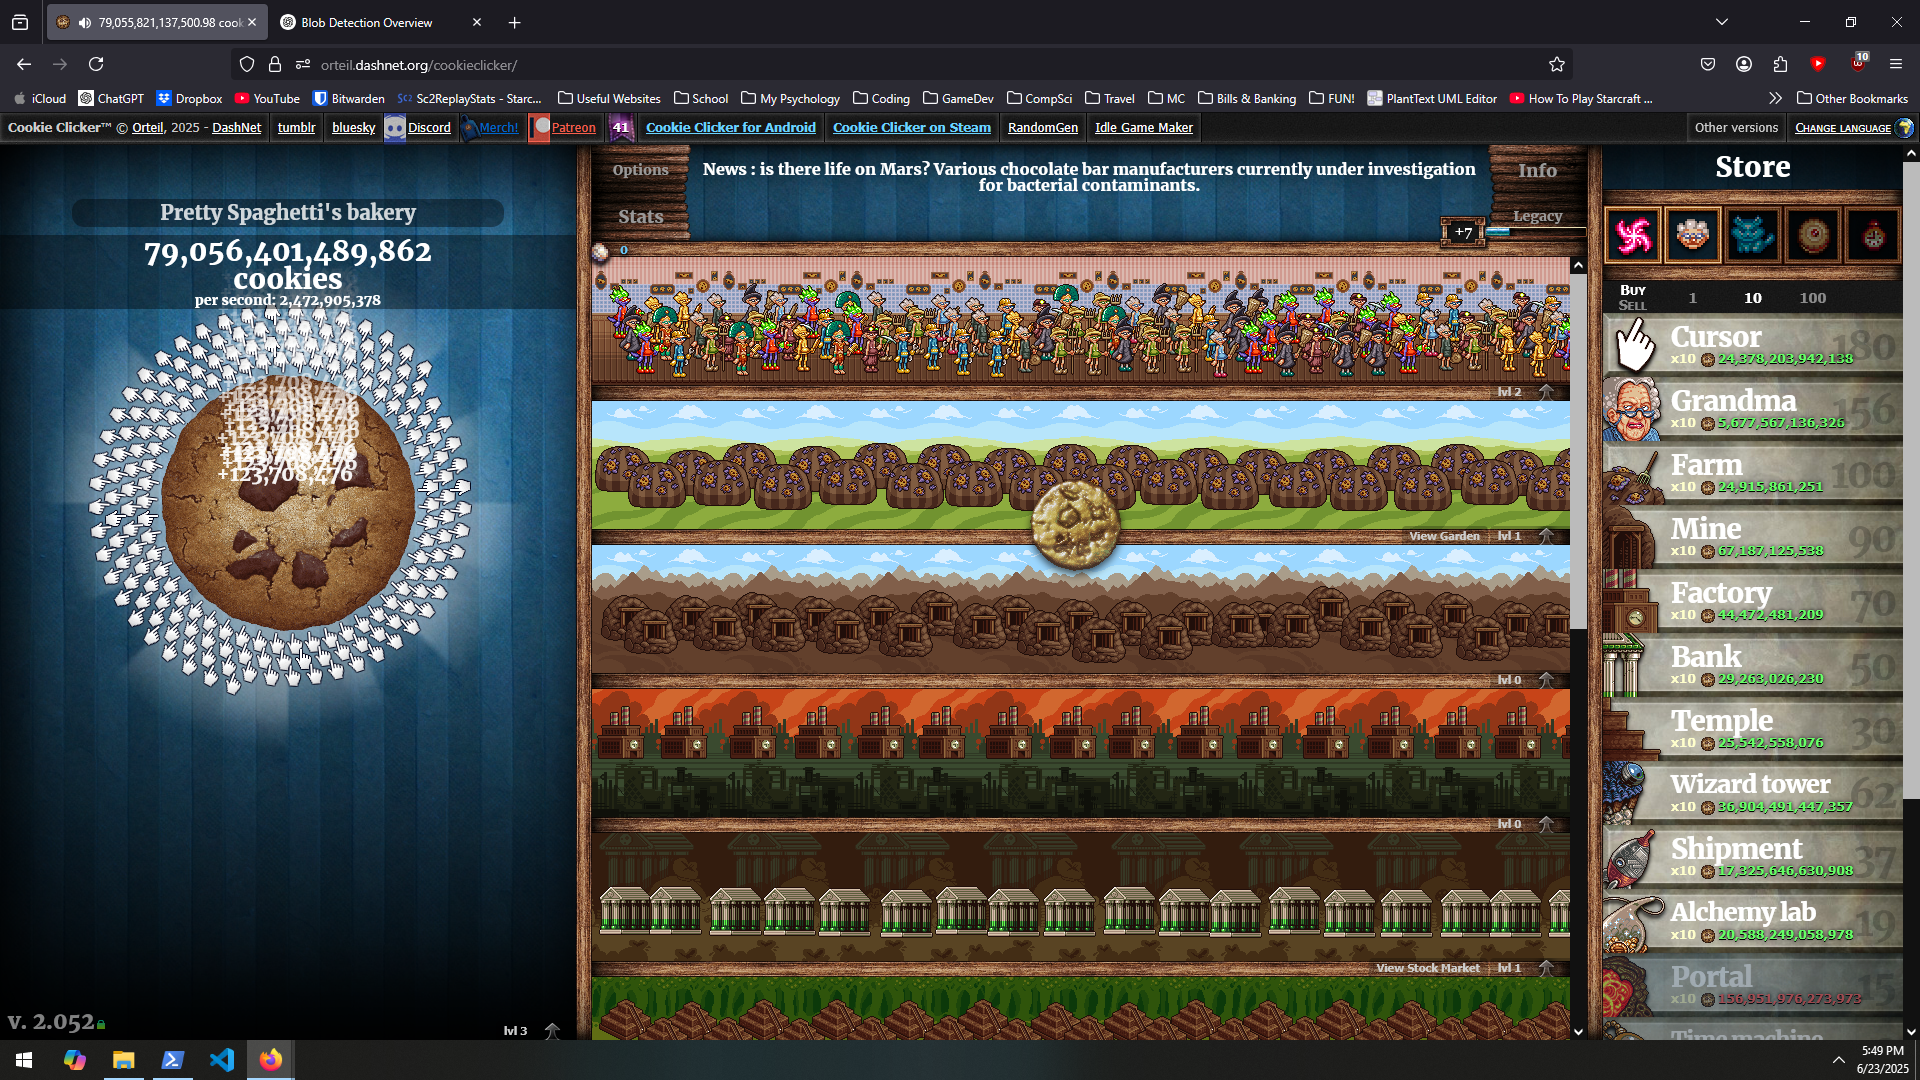 79,055,821,137,500.98 cook
Blob Detection Overview
orteil.dashnet.org/cookieclicker/
10
iCloud
ChatGPT
Dropbox
YouTube
Bitwarden
Sc2ReplayStats - Starc...
Useful Websites
School
My Psychology
Coding
GameDev
CompSci
Travel
MC
Bills & Banking
FUN!
PlantText UML Editor
How To Play Starcraft ...
Other Bookmarks
Cookie Clicker™ © Orteil, 2025 - DashNet
tumblr
bluesky
Discord
Merch!
Patreon
41
Cookie Clicker for Android
Cookie Clicker on Steam
RandomGen
Idle Game Maker
Other versions
CHANGE LANGUAGE
Pretty Spaghetti's bakery
79,056,401,489,862
cookies
per second: 2,472,905,378
+123,708,476
+123,708,476
+123,708,476
v. 2.052
lvl 3
Options
Stats
News : is there life on Mars? Various chocolate bar manufacturers currently under investigation
for bacterial contaminants.
Info
Legacy
+7
0
lvl 2
View Garden
lvl 1
lvl 0
lvl 0
View Stock Market
lvl 1
Store
BUY
SELL
1
10
100
Cursor
180
x10 24,378,203,942,138
Grandma
156
x10 5,677,567,136,326
Farm
100
x10 24,915,861,251
Mine
90
x10 67,187,125,538
Factory
70
x10 44,472,481,209
Bank
50
x10 29,263,026,230
Temple
30
x10 25,542,558,076
Wizard tower
62
x10 36,904,491,447,357
Shipment
37
x10 17,325,646,630,908
Alchemy lab
19
x10 20,588,249,058,978
Portal
15
x10 156,951,976,273,973
Time machine
5:49 PM
6/23/2025